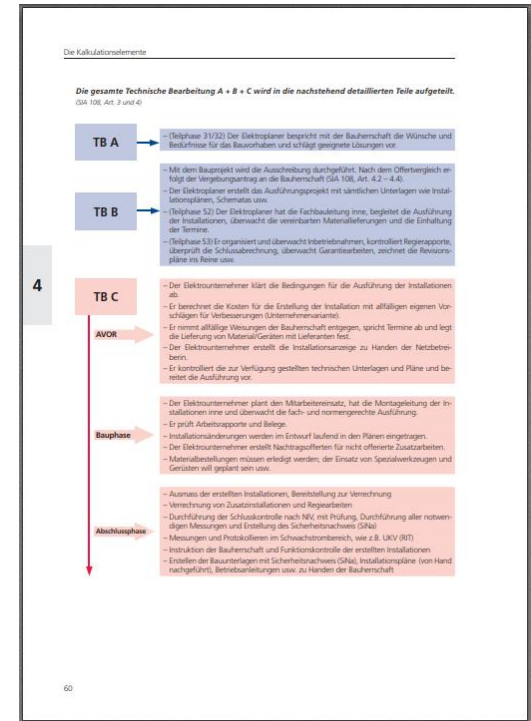 Die Kalkulationselemente
Die gesamte Technische Bearbeitung A + B + C wird in die nachstehend detaillierten Teile aufgeteilt.
(SIA 108, Art. 3 und 4)
TB A
– (Teilphase 31/32) Der Elektroplaner bespricht mit der Bauherrschaft die Wünsche und
Bedürfnisse für das Bauvorhaben und schlägt geeignete Lösungen vor.
TB B
– Mit dem Bauprojekt wird die Ausschreibung durchgeführt. Nach dem Offertvergleich er-
folgt der Vergebungsantrag an die Bauherrschaft (SIA 108, Art. 4.2 – 4.4).
– Der Elektroplaner erstellt das Ausführungsprojekt mit sämtlichen Unterlagen wie Instal-
lationsplänen, Schematas usw.
– (Teilphase 52) Der Elektroplaner hat die Fachbauleitung inne, begleitet die Ausführung
der Installationen, überwacht die vereinbarten Materiallieferungen und die Einhaltung
der Termine.
– (Teilphase 53) Er organisiert und überwacht Inbetriebnahmen, kontrolliert Regierapporte,
überprüft die Schlussabrechnung, überwacht Garantiearbeiten, zeichnet die Revisions-
pläne ins Reine usw.
4
TB C
– Der Elektrounternehmer klärt die Bedingungen für die Ausführung der Installationen
ab.
– Er berechnet die Kosten für die Erstellung der Installation mit allfälligen eigenen Vor-
schlägen für Verbesserungen (Unternehmervariante).
AVOR
– Er nimmt allfällige Weisungen der Bauherrschaft entgegen, spricht Termine ab und legt
die Lieferung von Material/Geräten mit Lieferanten fest.
– Der Elektrounternehmer erstellt die Installationsanzeige zu Handen der Netzbetrei-
berin.
– Er kontrolliert die zur Verfügung gestellten technischen Unterlagen und Pläne und be-
reitet die Ausführung vor.
Bauphase
– Der Elektrounternehmer plant den Mitarbeitereinsatz, hat die Montageleitung der In-
stallationen inne und überwacht die fach- und normengerechte Ausführung.
– Er prüft Arbeitsrapporte und Belege.
– Installationsänderungen werden im Entwurf laufend in den Plänen eingetragen.
– Der Elektrounternehmer erstellt Nachtragsofferten für nicht offerierte Zusatzarbeiten.
– Materialbestellungen müssen erledigt werden; der Einsatz von Spezialwerkzeugen und
Gerüsten will geplant sein usw.
Abschlussphase
– Ausmass der erstellten Installationen, Bereitstellung zur Verrechnung
– Verrechnung von Zusatzinstallationen und Regiearbeiten
– Durchführung der Schlusskontrolle nach NIV, mit Prüfung, Durchführung aller notwen-
digen Messungen und Erstellung des Sicherheitsnachweis (SiNa)
– Messungen und Protokollieren im Schwachstrombereich, wie z.B. UKV (RIT)
– Instruktion der Bauherrschaft und Funktionskontrolle der erstellten Installationen
– Erstellen der Bauunterlagen mit Sicherheitsnachweis (SiNa), Installationspläne (von Hand
nachgeführt), Betriebsanleitungen usw. zu Handen der Bauherrschaft
60